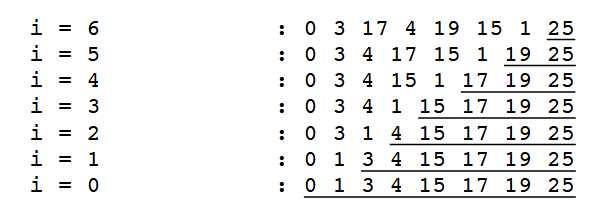 i = 6 : 0 3 17 4 19 15 1 25
i = 5 : 0 3 4 17 15 1 19 25
i = 4 : 0 3 4 15 1 17 19 25
i = 3 : 0 3 4 1 15 17 19 25
i = 2 : 0 3 1 4 15 17 19 25
i = 1 : 0 1 3 4 15 17 19 25
i = 0 : 0 1 3 4 15 17 19 25